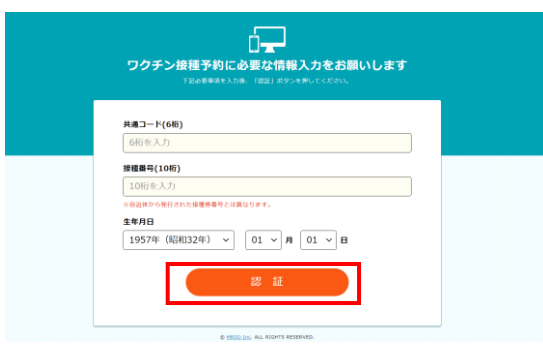 ワクチン接種予約に必要な情報入力をお願いします
下記必要事項を入力後、「認証」ボタンを押してください。
共通コード(6桁)
6桁を入力
接種番号(10桁)
10桁を入力
※自治体から発行された接種券番号とは異なります。
生年月日
1957年（昭和32年） 01 月 01 日
認 証
© MRSO Inc. ALL RIGHTS RESERVED.